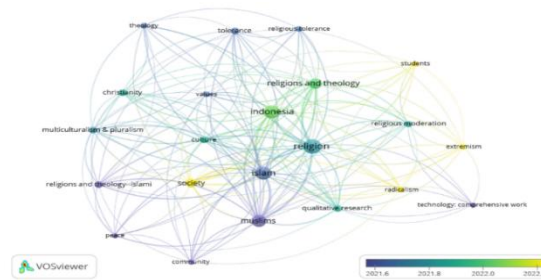 theology
tolerance
religious tolerance
students
religions and theology
christianity
values
indonesia
religious moderation
multiculturalism & pluralism
culture
religion
extremism
islam
religions and theology-islami
society
radicalism
qualitative research
technology: comprehensive work
muslims
peace
community
VOSviewer
2021.6 2021.8 2022.0 2022.